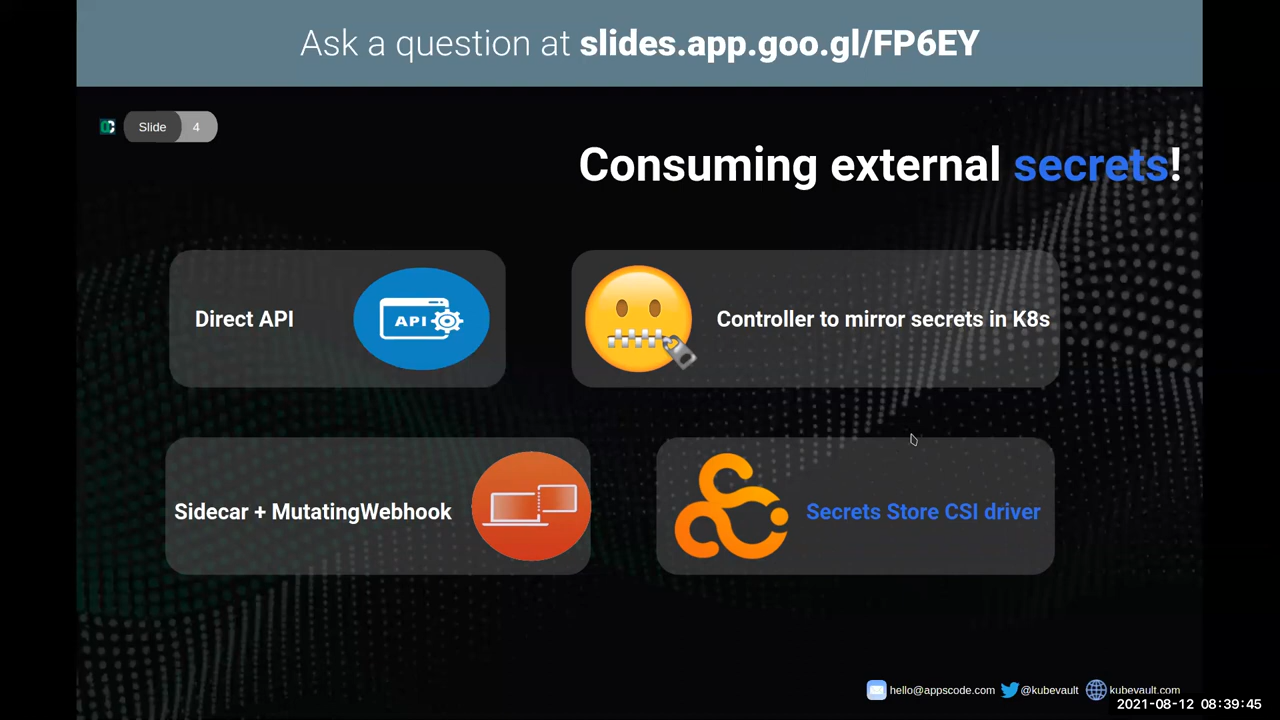 Ask a question at slides.app.goo.gl/FP6EY
Slide 4
Consuming external secrets!
Direct API
API
Controller to mirror secrets in K8s
Sidecar + MutatingWebhook
Secrets Store CSI driver
hello@appscode.com @kubevault kubevault.com
2021-08-12 08:39:45